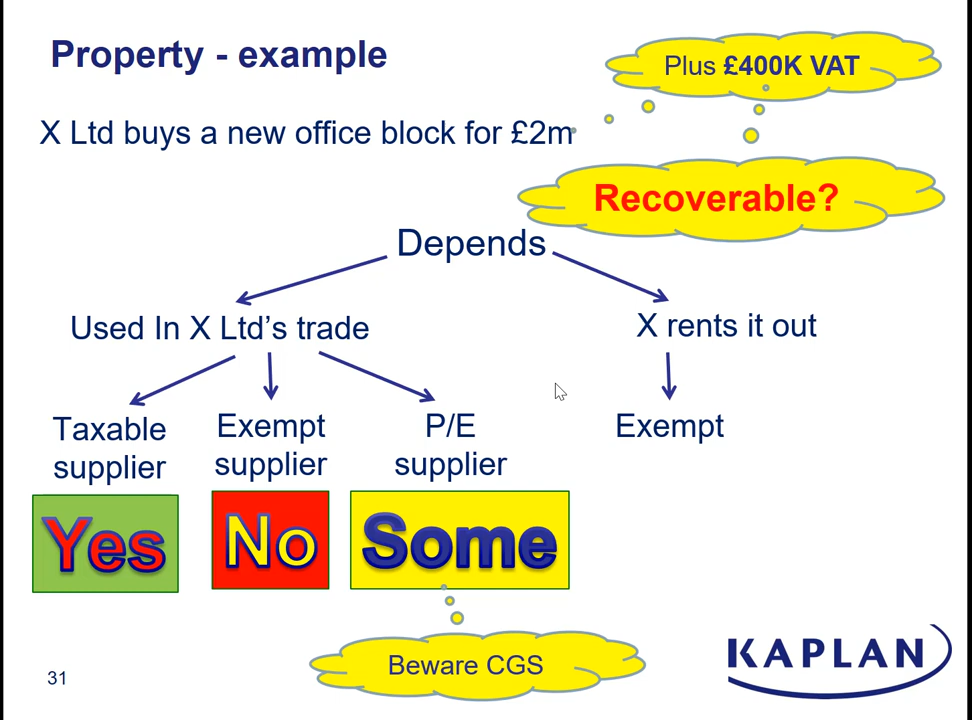 Property - example
Plus £400K VAT
X Ltd buys a new office block for £2m
Recoverable?
Depends
Used In X Ltd’s trade
X rents it out
Taxable
supplier
Exempt
supplier
P/E
supplier
Exempt
Yes
No
Some
Beware CGS
31
KAPLAN